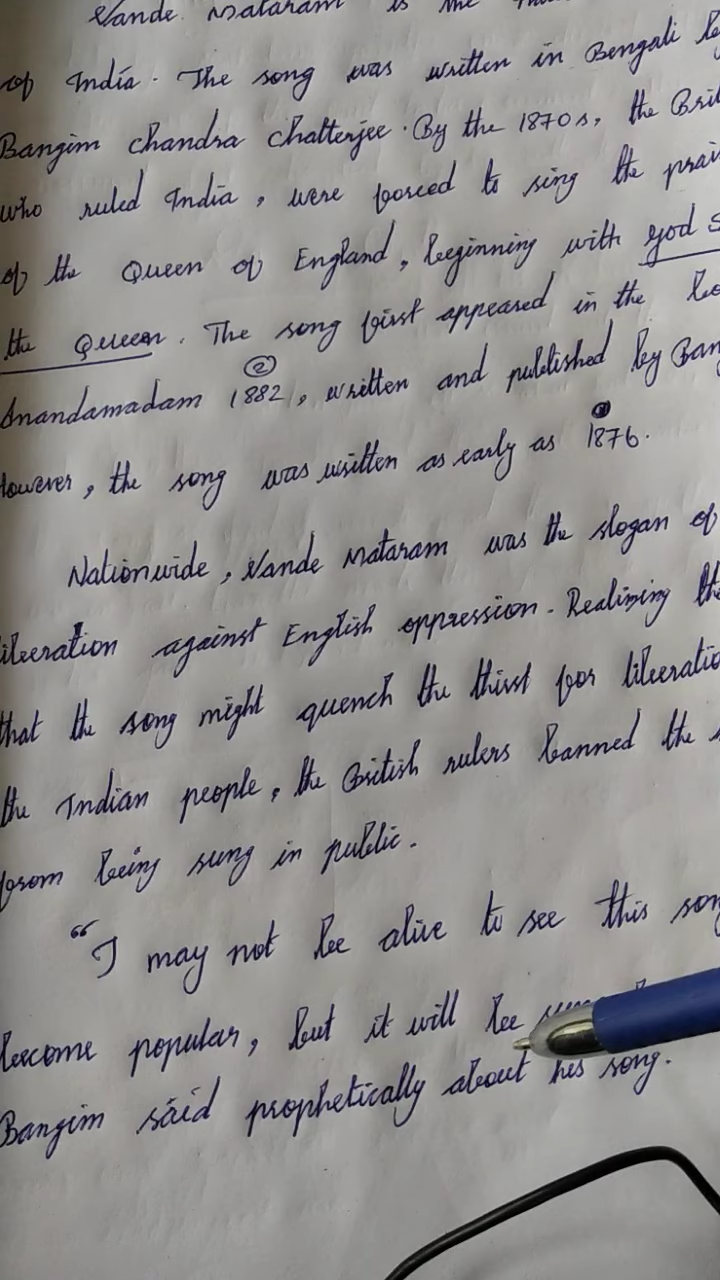 Vande Mataram is the
of India. The song was written in Bengali
Bangim chandra chatterjee. By the 1870s, the
who ruled India, were forced to sing the
of the Queen of England, beginning with god
the Queen. The song first appeared in the
②
Anandamadam 1882, written and published by
However, the song was written as early as 1876.
Nationwide, Vande Mataram was the slogan of
liberation against English oppression. Realizing
that the song might quench the thirst for
the Indian people, the British rulers banned the
from being sung in public.
"I may not be alive to see this
become popular, but it will be
Bangim said prophetically about his song.